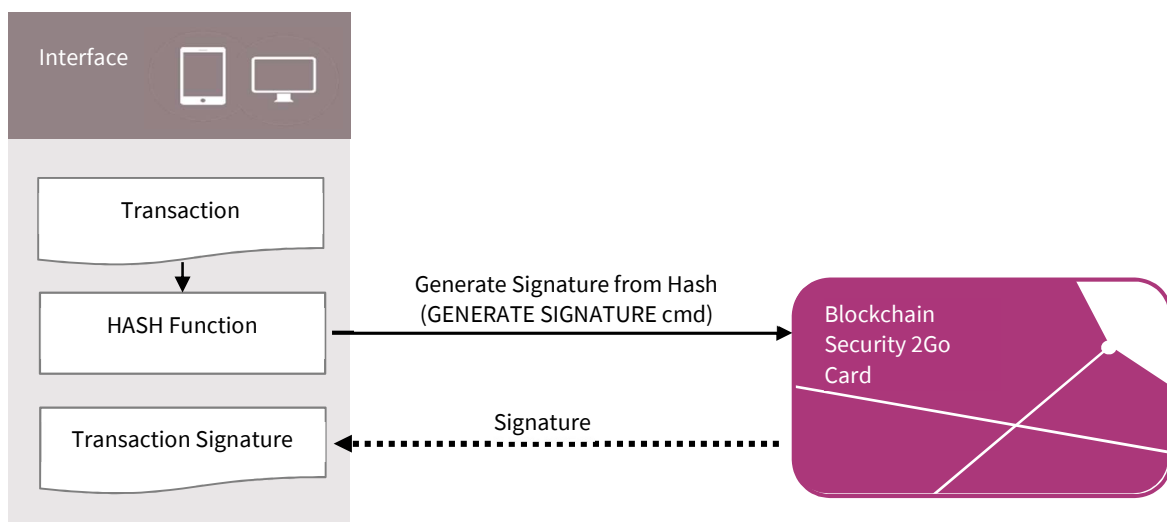 Interface
Transaction
HASH Function
Transaction Signature
Generate Signature from Hash
(GENERATE SIGNATURE cmd)
Signature
Blockchain
Security 2Go
Card